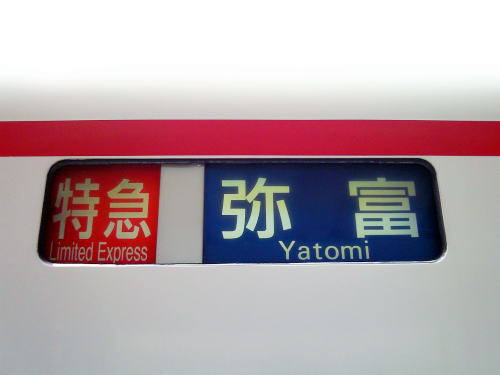 特急
Limited Express
弥富
Yatomi